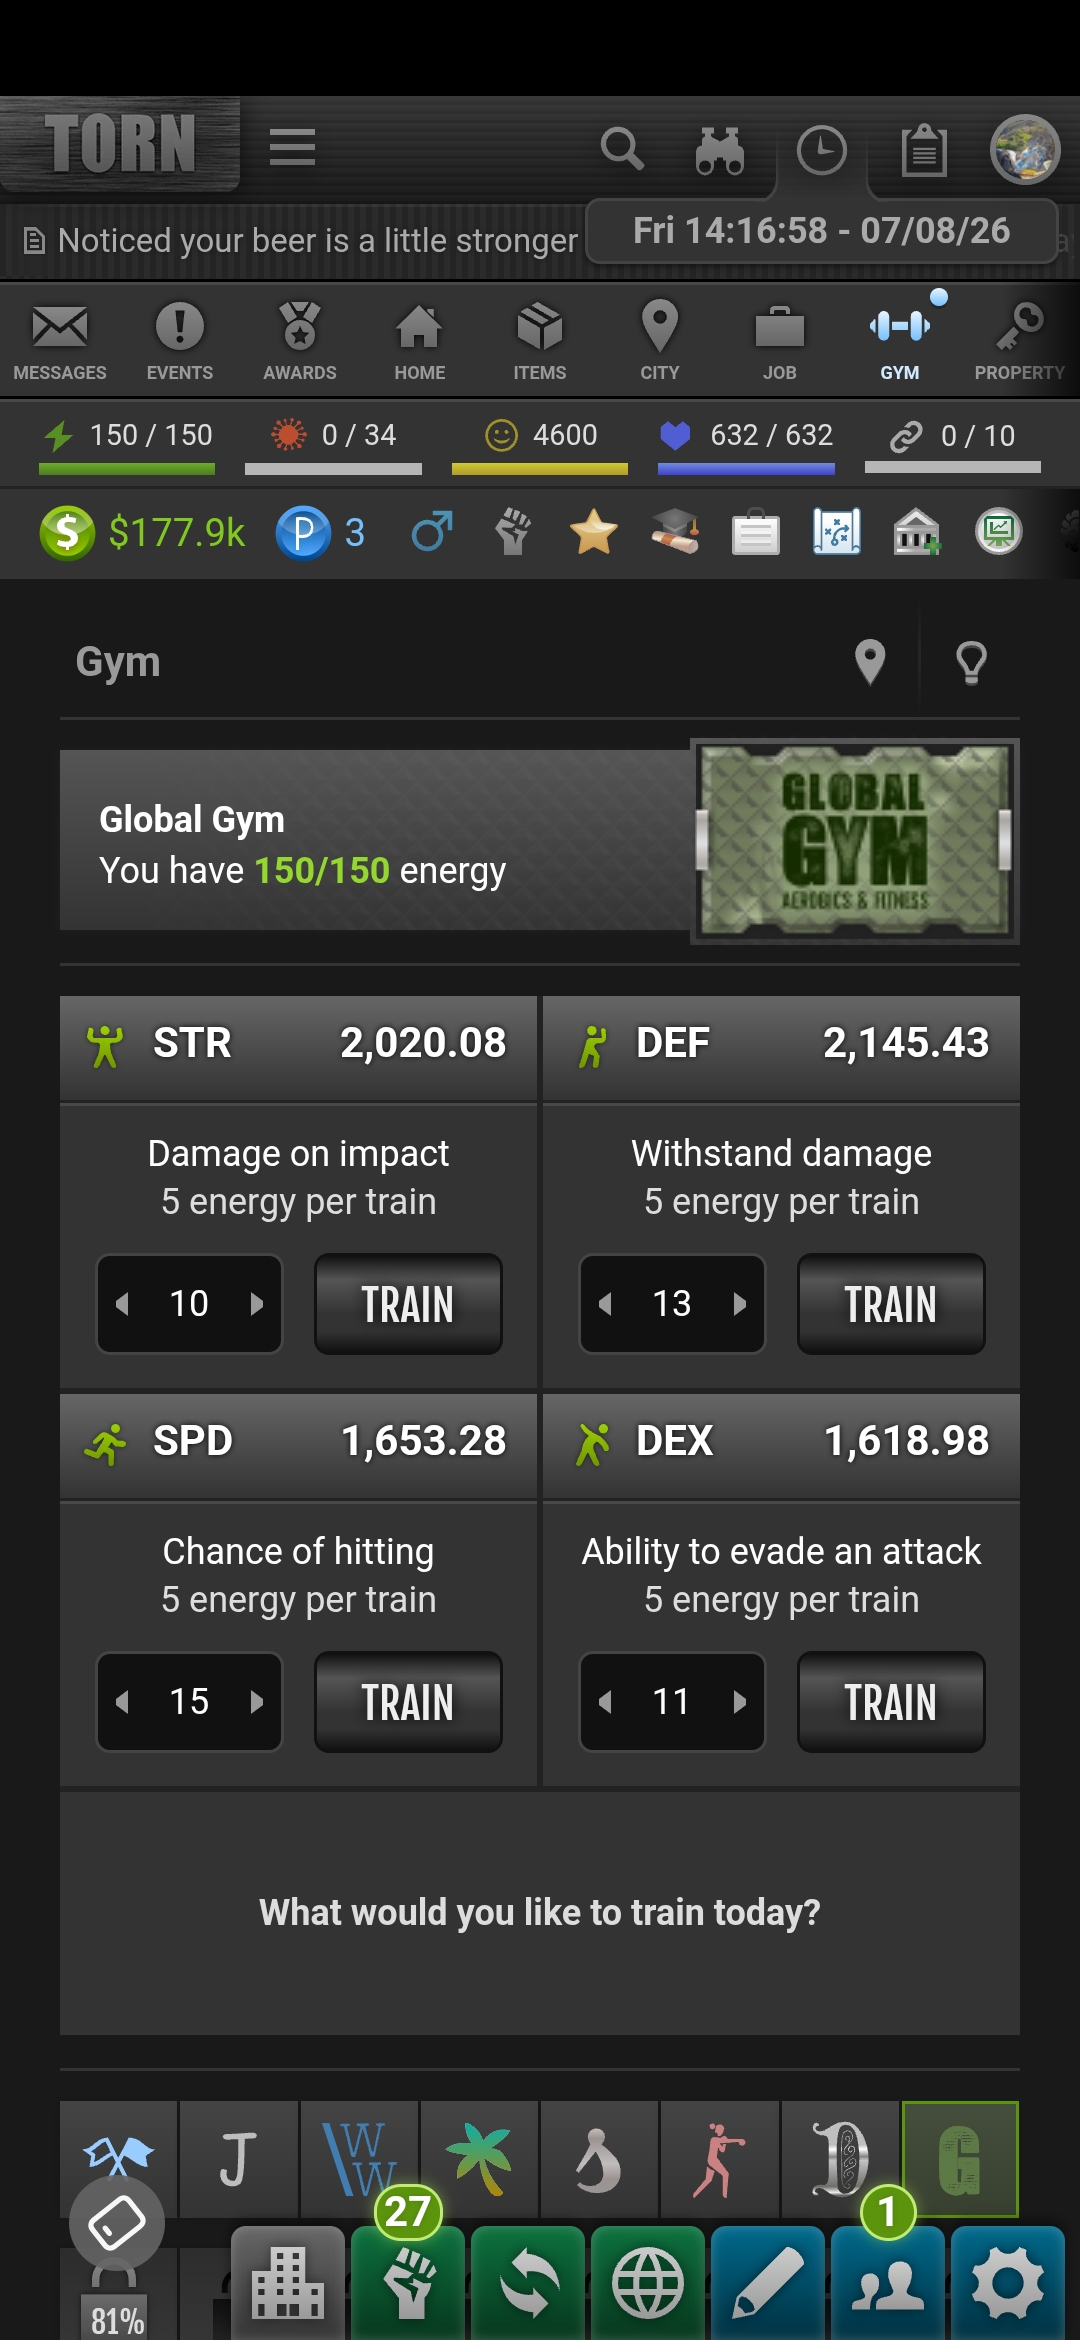 TORN
Noticed your beer is a little stronger
Fri 14:16:58 - 07/08/26
MESSAGES
EVENTS
AWARDS
HOME
ITEMS
CITY
JOB
GYM
PROPERTY
150 / 150
0 / 34
4600
632 / 632
0 / 10
$177.9k
P 3
Gym
Global Gym
You have 150/150 energy
GLOBAL
GYM
AEROBICS & FITNESS
STR 2,020.08
Damage on impact
5 energy per train
10 TRAIN
DEF 2,145.43
Withstand damage
5 energy per train
13 TRAIN
SPD 1,653.28
Chance of hitting
5 energy per train
15 TRAIN
DEX 1,618.98
Ability to evade an attack
5 energy per train
11 TRAIN
What would you like to train today?
J
W
W
D
G
27
1
81%